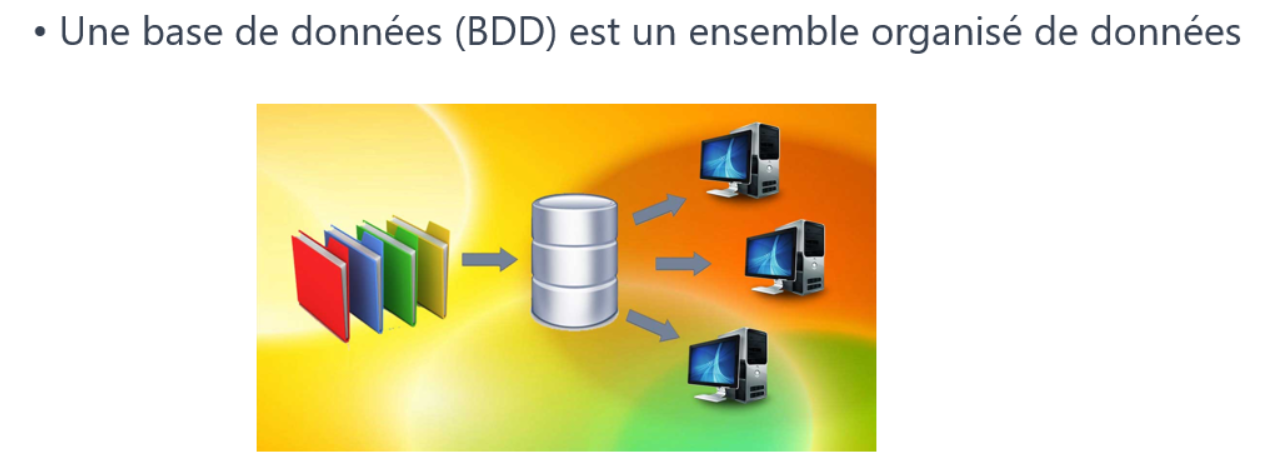 • Une base de données (BDD) est un ensemble organisé de données